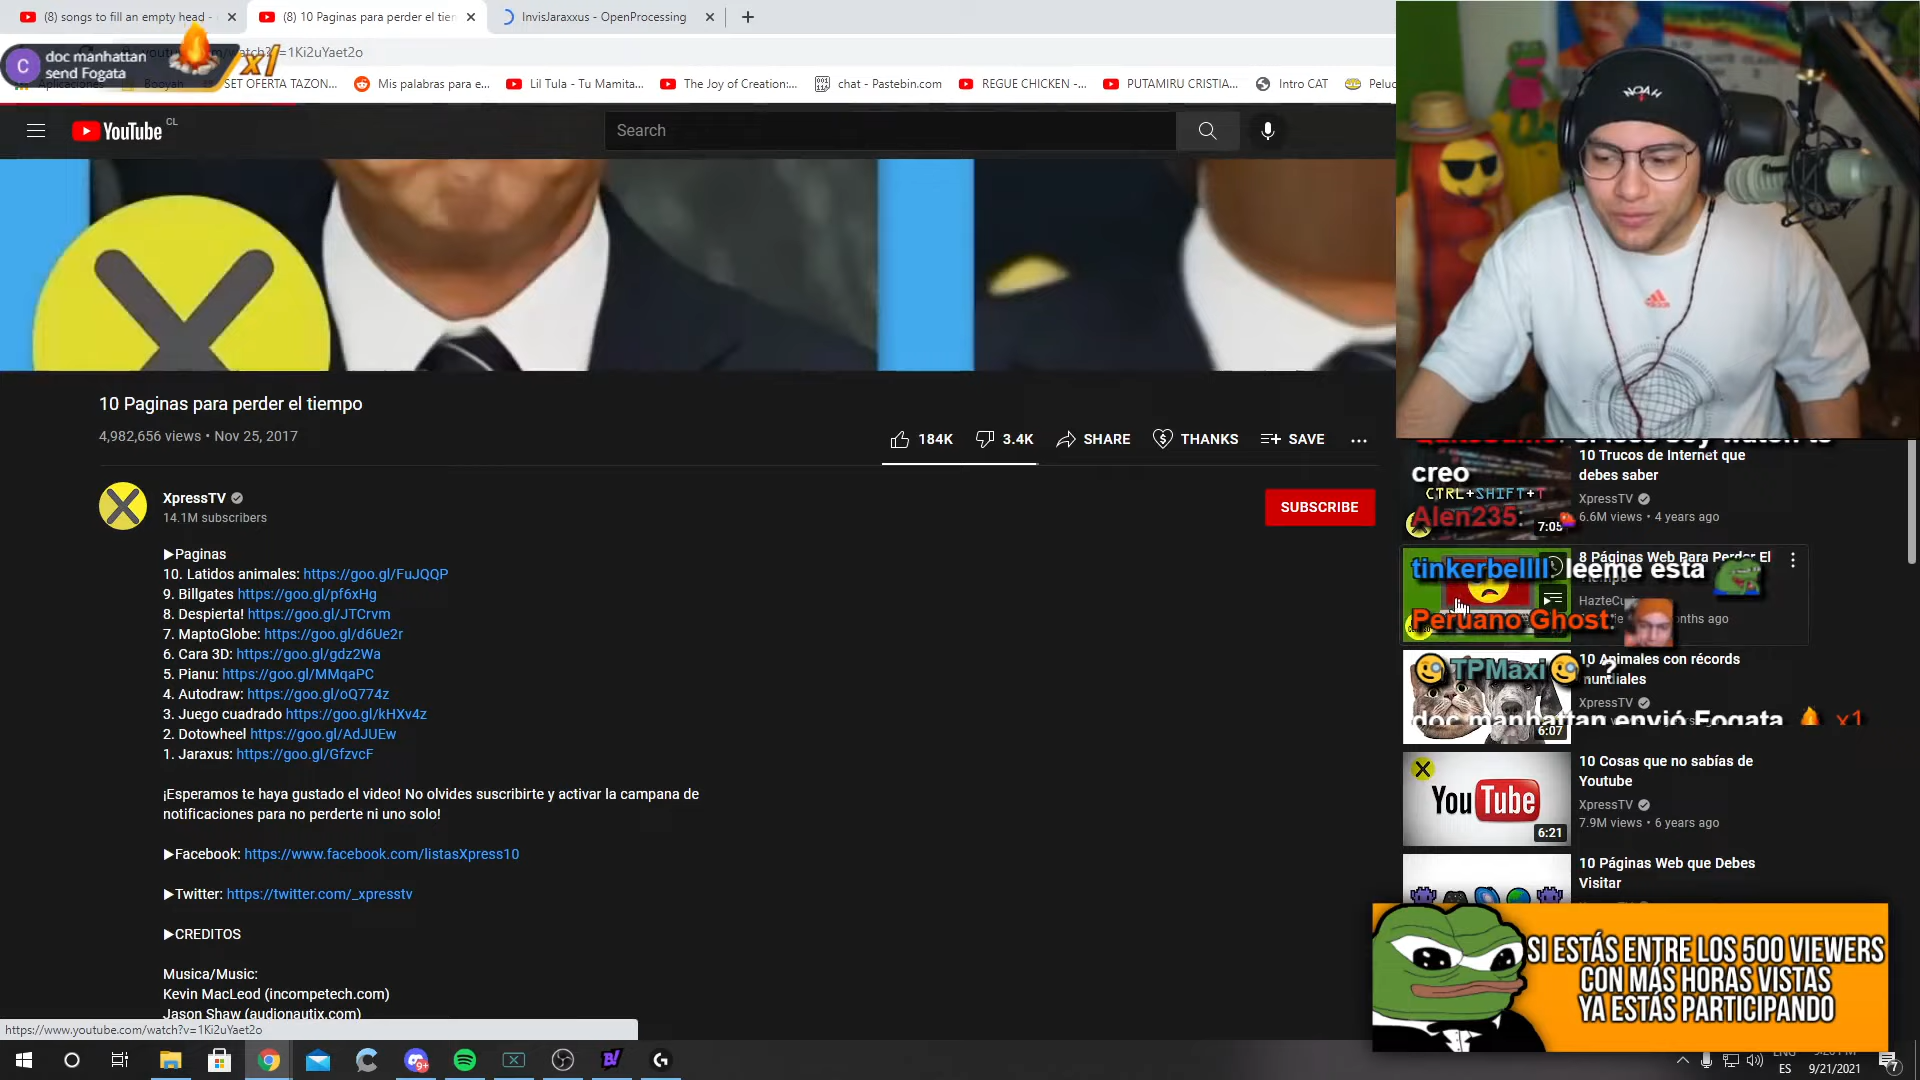 (8) songs to fill an empty head -
(8) 10 Paginas para perder el tien
InvisJaraxxus - OpenProcessing
=1Ki2uYaet2o
C
doc manhattan
send Fogata
x1
SET OFERTA TAZON...
Mis palabras para e...
Lil Tula - Tu Mamita...
The Joy of Creation:...
chat - Pastebin.com
REGUE CHICKEN -...
PUTAMIRU CRISTIA...
Intro CAT
YouTube CL
Search
NOAH
10 Paginas para perder el tiempo
4,982,656 views • Nov 25, 2017
184K
3.4K
SHARE
THANKS
SAVE
XpressTV
14.1M subscribers
SUBSCRIBE
▶Paginas
10. Latidos animales: https://goo.gl/FuJQQP
9. Billgates https://goo.gl/pf6xHg
8. Despierta! https://goo.gl/JTCrvm
7. MaptoGlobe: https://goo.gl/d6Ue2r
6. Cara 3D: https://goo.gl/gdz2Wa
5. Pianu: https://goo.gl/MMqaPC
4. Autodraw: https://goo.gl/oQ774z
3. Juego cuadrado https://goo.gl/kHXv4z
2. Dotowheel https://goo.gl/AdJUEw
1. Jaraxus: https://goo.gl/GfzvcF
¡Esperamos te haya gustado el video! No olvides suscribirte y activar la campana de
notificaciones para no perderte ni uno solo!
▶Facebook: https://www.facebook.com/listasXpress10
▶Twitter: https://twitter.com/_xpresstv
▶CREDITOS
Musica/Music:
Kevin MacLeod (incompetech.com)
Jason Shaw (audionautix.com)
https://www.youtube.com/watch?v=1Ki2uYaet2o
creo
CTRL+SHIFT+T
Alen235:
7:05
10 Trucos de Internet que
debes saber
XpressTV
6.6M views • 4 years ago
8 Páginas Web Para Perder El
tinkerbellll: leeme esta
Peruano Ghost:
TPMaxi : ?
10 Animales con récords
mundiales
XpressTV
doc manhattan envió Fogata x1
6:07
YouTube
6:21
10 Cosas que no sabías de
Youtube
XpressTV
7.9M views • 6 years ago
10 Páginas Web que Debes
Visitar
SI ESTÁS ENTRE LOS 500 VIEWERS
CON MÁS HORAS VISTAS
YA ESTÁS PARTICIPANDO
9+
ENG
ES
9/21/2021
7